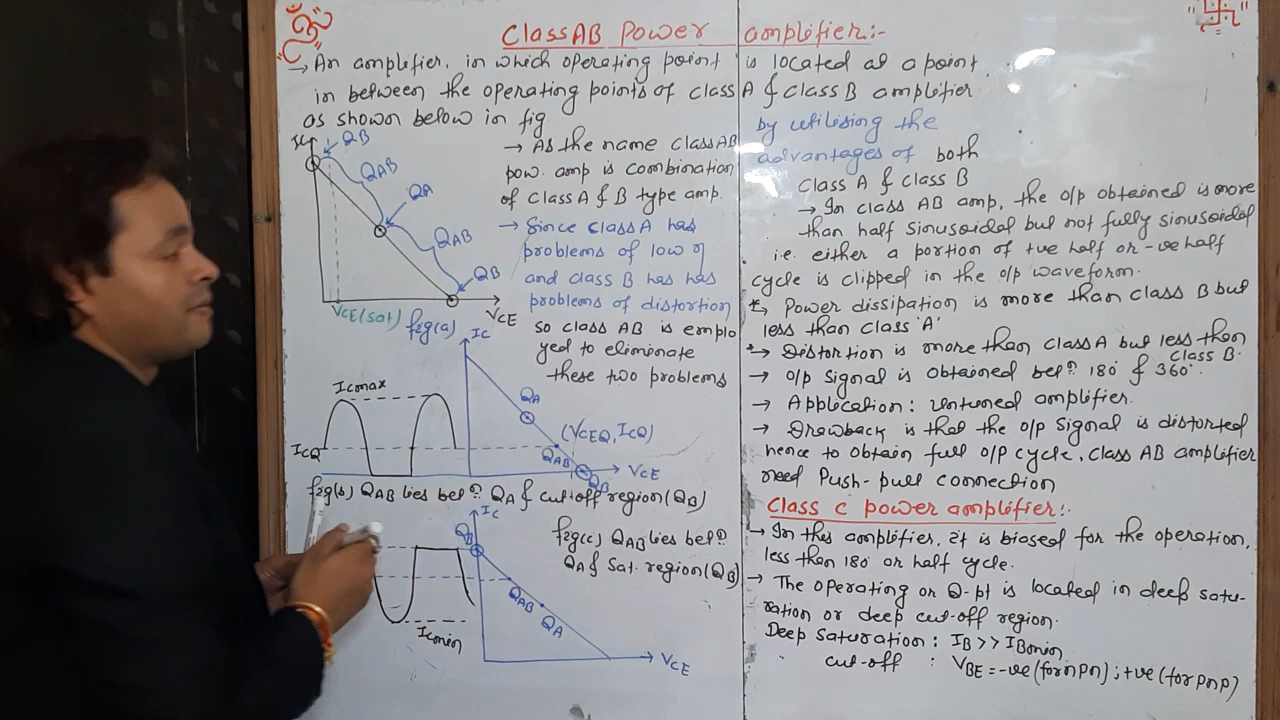 Class AB Power amplifier:-
→ An amplifier, in which operating point is located at a point
in between the operating points of class A & class B amplifier
as shown below in fig
IC
QB
QAB
QA
QAB
QB
VCE(sat)
fig(a)
VCE
→ As the name class AB
pow. amp is combination
of class A & B type amp.
→ Since class A has
problems of low η
and class B has has
problems of distortion
so class AB is emplo
yed to eliminate
these two problems
IC
ICmax
ICQ
QA
(VCEQ, ICQ)
QAB
QB
VCE
fig(b) QAB lies betn QA & cut-off region (QB)
IC
QB
fig(c) QAB lies betn
QA & Sat. region (QB)
QAB
QA
ICmin
VCE
by utilising the
advantages of both
class A & class B
→ In class AB amp, the o/p obtained is more
than half sinusoidal but not fully sinusoidal
i.e. either a portion of +ve half or -ve half
cycle is clipped in the o/p waveform.
* → Power dissipation is more than class B but
less than class 'A'
* → Distortion is more than class A but less than
class B.
→ o/p signal is obtained betn 180° & 360°.
→ Application: Untuned amplifier.
→ Drawback is that the o/p signal is distorted
hence to obtain full o/p cycle, class AB amplifier
need Push-pull connection
Class C power amplifier:-
→ In this amplifier, it is biased for the operation,
less then 180° or half cycle.
→ The operating or Q-pt is located in deep satu-
ration or deep cut-off region.
Deep Saturation : IB >> IBmin
cut-off : VBE = -ve (for npn) ; +ve (for pnp)